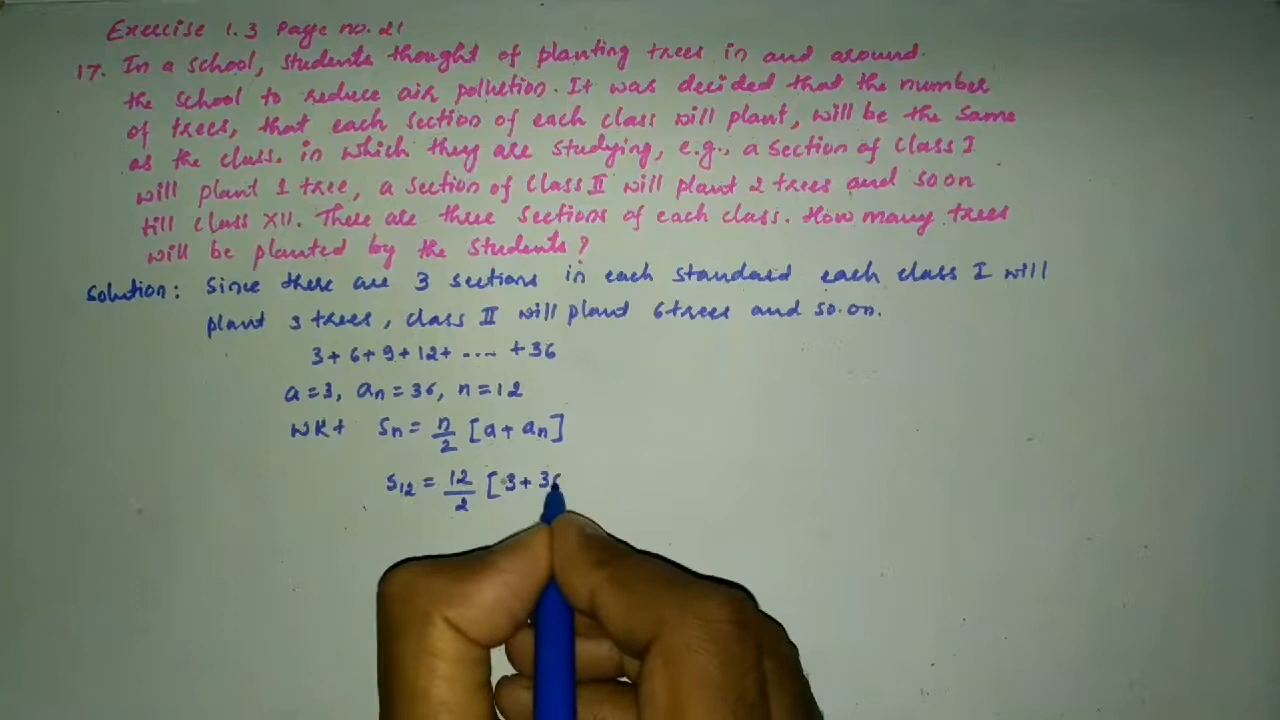 Exercise 1.3 Page no. 21
17. In a school, students thought of planting trees in and around
the school to reduce air pollution. It was decided that the number
of trees, that each section of each class will plant, will be the same
as the class. in which they are studying, e.g., a section of class I
will plant 1 tree, a section of class II will plant 2 trees and so on
till class XII. There are three sections of each class. How many trees
will be planted by the students?
Solution: Since there are 3 sections in each standard each class I will
plant 3 trees, class II will plant 6 trees and so.on.
3+6+9+12+ .... +36
a=3, aₙ=36, n=12
WKt Sₙ = n/2 [a+aₙ]
S₁₂ = 12/2 [3+36